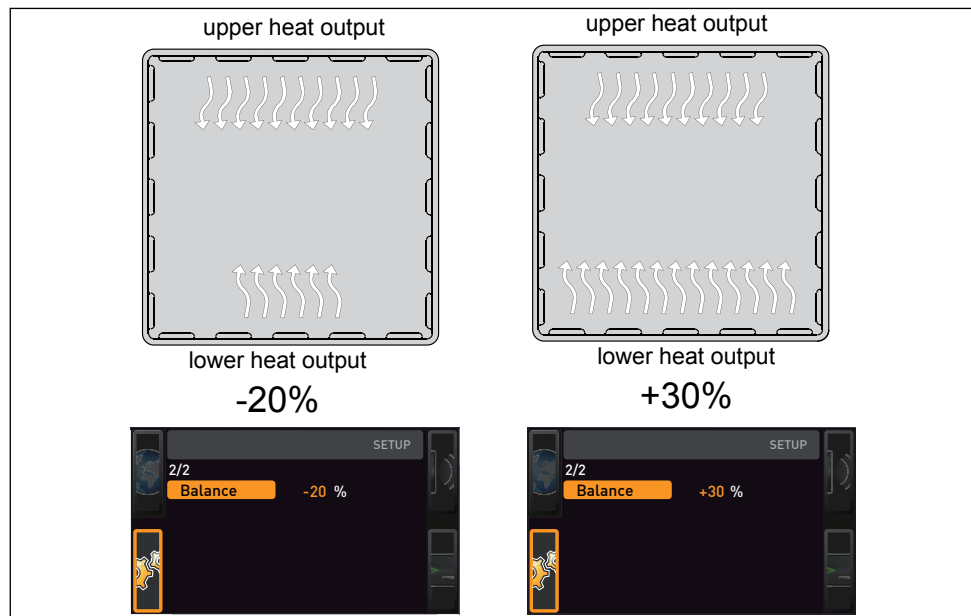 upper heat output
lower heat output
-20%
SETUP
2/2
Balance -20 %
upper heat output
lower heat output
+30%
SETUP
2/2
Balance +30 %